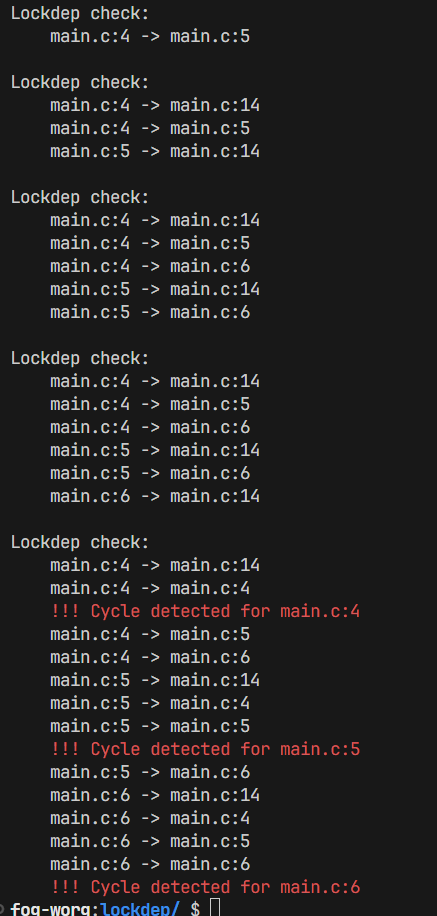 Lockdep check:
main.c:4 -> main.c:5
Lockdep check:
main.c:4 -> main.c:14
main.c:4 -> main.c:5
main.c:5 -> main.c:14
Lockdep check:
main.c:4 -> main.c:14
main.c:4 -> main.c:5
main.c:4 -> main.c:6
main.c:5 -> main.c:14
main.c:5 -> main.c:6
Lockdep check:
main.c:4 -> main.c:14
main.c:4 -> main.c:5
main.c:4 -> main.c:6
main.c:5 -> main.c:14
main.c:5 -> main.c:6
main.c:6 -> main.c:14
Lockdep check:
main.c:4 -> main.c:14
main.c:4 -> main.c:4
!!! Cycle detected for main.c:4
main.c:4 -> main.c:5
main.c:4 -> main.c:6
main.c:5 -> main.c:14
main.c:5 -> main.c:4
main.c:5 -> main.c:5
!!! Cycle detected for main.c:5
main.c:5 -> main.c:6
main.c:6 -> main.c:14
main.c:6 -> main.c:4
main.c:6 -> main.c:5
main.c:6 -> main.c:6
!!! Cycle detected for main.c:6
fog-worg:lockdep/ $